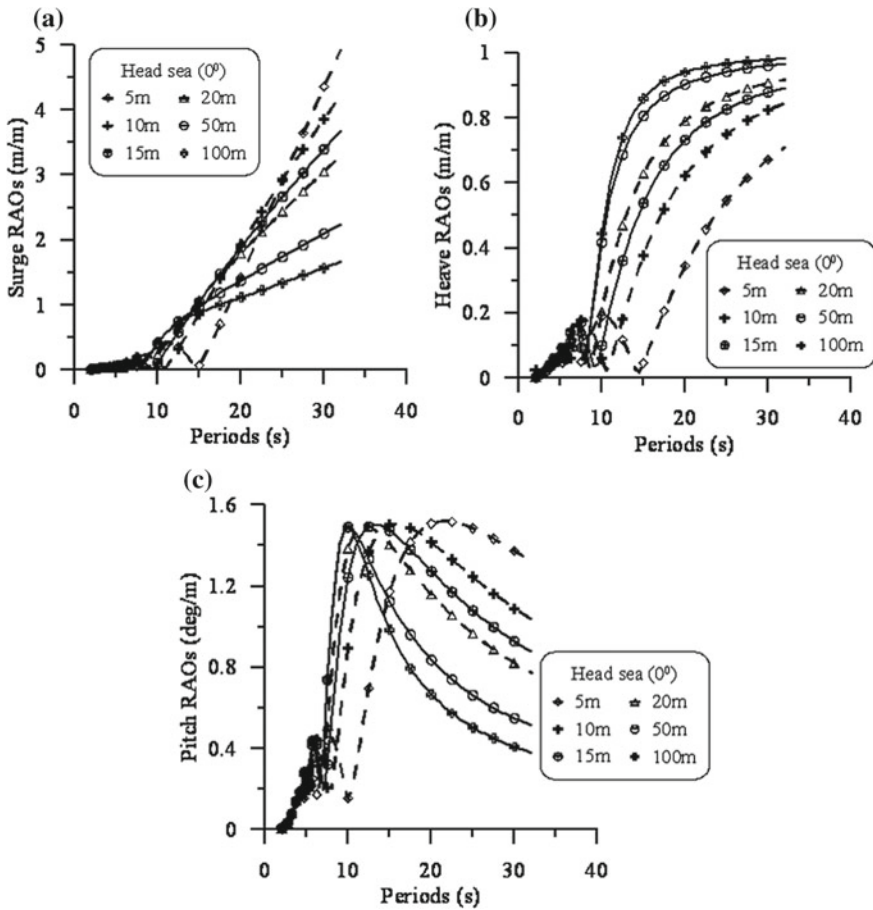 (a)
5
4
3
2
1
0
Surge RAOs (m/m)
Head sea (0⁰)
5m 20m
10m 50m
15m 100m
0 10 20 30 40
Periods (s)
(b)
1
0.8
0.6
0.4
0.2
0
Heave RAOs (m/m)
Head sea (0⁰)
5m 20m
10m 50m
15m 100m
0 10 20 30 40
Periods (s)
(c)
1.6
1.2
0.8
0.4
0
Pitch RAOs (deg/m)
Head sea (0⁰)
5m 20m
10m 50m
15m 100m
0 10 20 30 40
Periods (s)